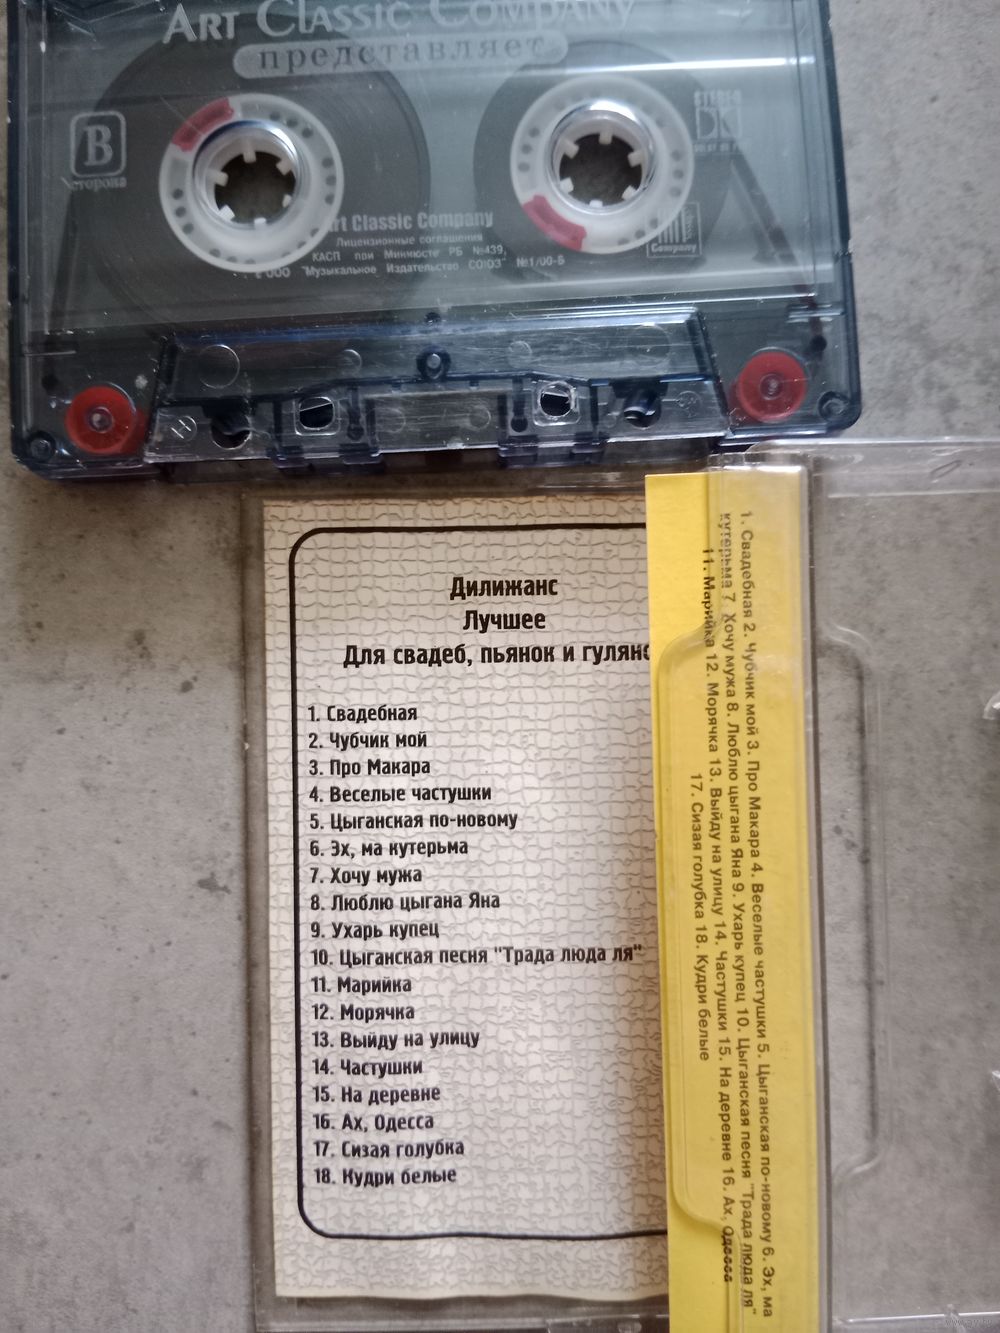 ART CLASSIC COMPANY
представляет
B
сторона
STEREO
Art Classic Company
Лицензионные соглашения
КАСП при Минюсте РБ №439,
"Музыкальное Издательство СОЮЗ" №1/00-Б
Company
Дилижанс
Лучшее
Для свадеб, пьянок и гулянс
1. Свадебная
2. Чубчик мой
3. Про Макара
4. Веселые частушки
5. Цыганская по-новому
6. Эх, ма кутерьма
7. Хочу мужа
8. Люблю цыгана Яна
9. Ухарь купец
10. Цыганская песня "Трада люда ля"
11. Марийка
12. Морячка
13. Выйду на улицу
14. Частушки
15. На деревне
16. Ах, Одесса
17. Сизая голубка
18. Кудри белые
1. Свадебная 2. Чубчик мой 3. Про Макара 4. Веселые частушки 5. Цыганская по-новому 6. Эх, ма
кутерьма 7. Хочу мужа 8. Люблю цыгана Яна 9. Ухарь купец 10. Цыганская песня "Трада люда ля"
11. Марийка 12. Морячка 13. Выйду на улицу 14. Частушки 15. На деревне 16. Ах, Одесса
17. Сизая голубка 18. Кудри белые